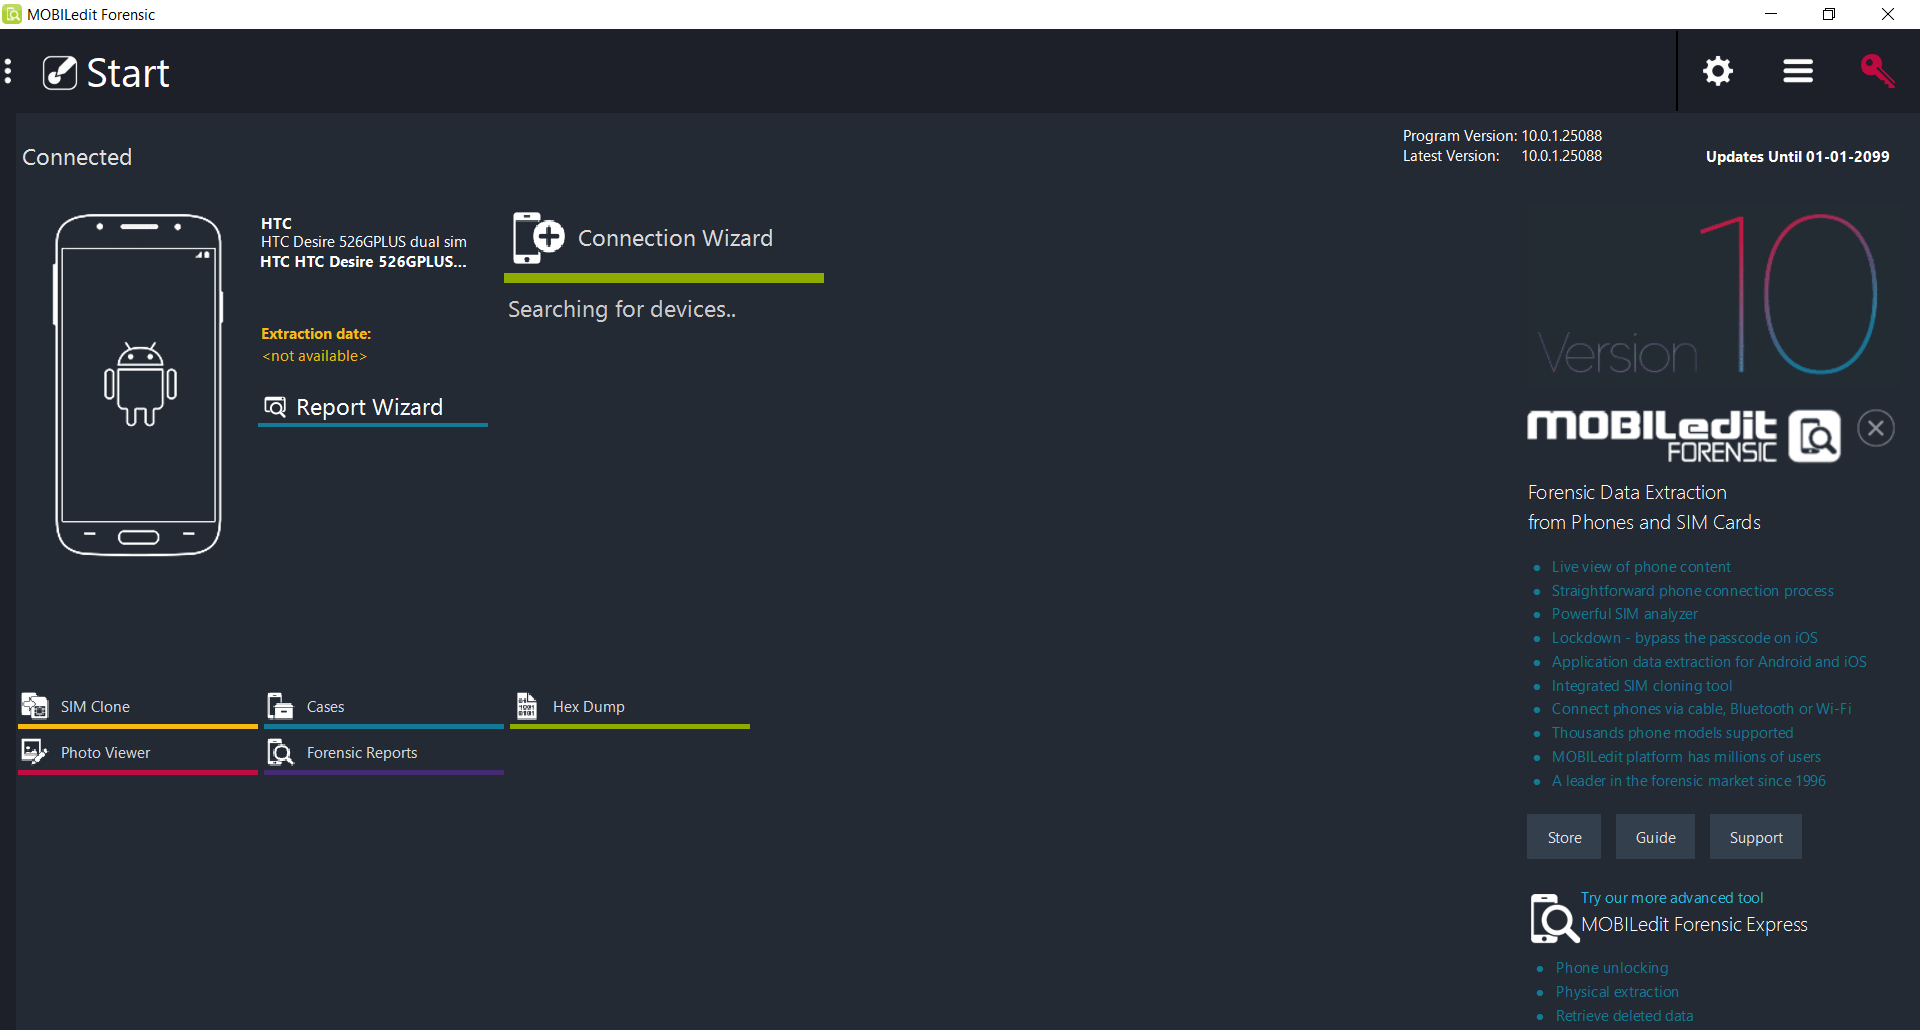 MOBILedit Forensic
Start
Connected
Program Version: 10.0.1.25088
Latest Version: 10.0.1.25088
Updates Until 01-01-2099
HTC
HTC Desire 526GPLUS dual sim
HTC HTC Desire 526GPLUS...
Extraction date:
<not available>
Report Wizard
Connection Wizard
Searching for devices..
SIM Clone
Cases
Hex Dump
Photo Viewer
Forensic Reports
Version 10
MOBILedit
FORENSIC
Forensic Data Extraction
from Phones and SIM Cards
Live view of phone content
Straightforward phone connection process
Powerful SIM analyzer
Lockdown - bypass the passcode on iOS
Application data extraction for Android and iOS
Integrated SIM cloning tool
Connect phones via cable, Bluetooth or Wi-Fi
Thousands phone models supported
MOBILedit platform has millions of users
A leader in the forensic market since 1996
Store
Guide
Support
Try our more advanced tool
MOBILedit Forensic Express
Phone unlocking
Physical extraction
Retrieve deleted data